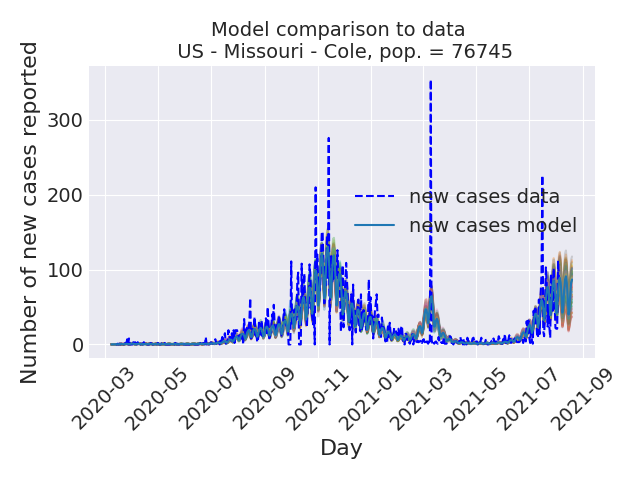 Model comparison to data
US - Missouri - Cole, pop. = 76745
Number of new cases reported
300
200
100
0
new cases data
new cases model
2020-03
2020-05
2020-07
2020-09
2020-11
2021-01
2021-03
2021-05
2021-07
2021-09
Day